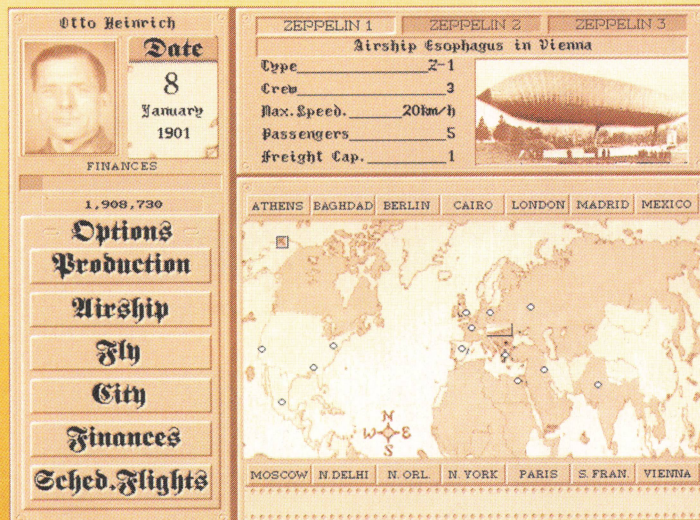 Otto Heinrich
Date
8
January
1901
FINANCES
1,908,730
Options
Production
Airship
Fly
City
Finances
Sched.Flights
ZEPPELIN 1
ZEPPELIN 2
ZEPPELIN 3
Airship Esophagus in Vienna
Type Z-1
Crew 3
Max.Speed. 20km/h
Passengers 5
Freight Cap. 1
ATHENS
BAGHDAD
BERLIN
CAIRO
LONDON
MADRID
MEXICO
N
W E
S
MOSCOW
N.DELHI
N. ORL.
N. YORK
PARIS
S. FRAN.
VIENNA